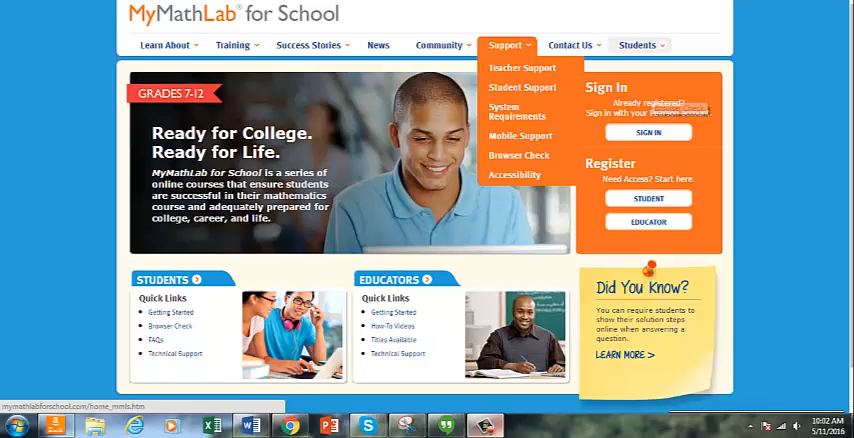 MyMathLab® for School
Learn About
Training
Success Stories
News
Community
Support
Contact Us
Students
Teacher Support
Student Support
System
Requirements
Mobile Support
Browser Check
Accessibility
GRADES 7-12
Ready for College.
Ready for Life.
MyMathLab for School is a series of
online courses that ensure students
are successful in their mathematics
course and adequately prepared for
college, career, and life.
Sign In
Already registered?
Sign in with your Pearson account.
SIGN IN
Register
Need Access? Start here.
STUDENT
EDUCATOR
STUDENTS
Quick Links
Getting Started
Browser Check
FAQs
Technical Support
EDUCATORS
Quick Links
Getting Started
How-To Videos
Titles Available
Technical Support
Did You Know?
You can require students to
show their solution steps
online when answering a
question.
LEARN MORE >
mymathlabforschool.com/home_mmls.htm
10:02 AM
5/11/2016